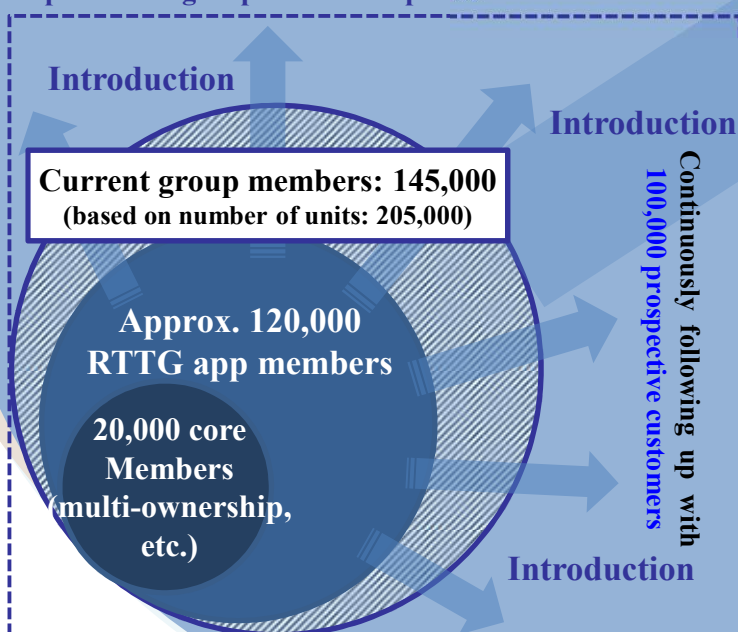 Introduction
Introduction
Current group members: 145,000
(based on number of units: 205,000)
Continuously following up with
100,000 prospective customers
Approx. 120,000
RTTG app members
20,000 core
Members
(multi-ownership,
etc.)
Introduction